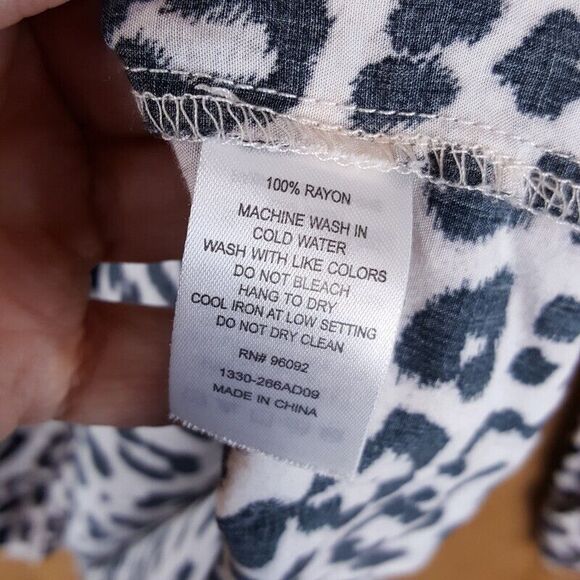 100% RAYON
MACHINE WASH IN
COLD WATER
WASH WITH LIKE COLORS
DO NOT BLEACH
HANG TO DRY
COOL IRON AT LOW SETTING
DO NOT DRY CLEAN
RN# 96092
1330-266AD09
MADE IN CHINA